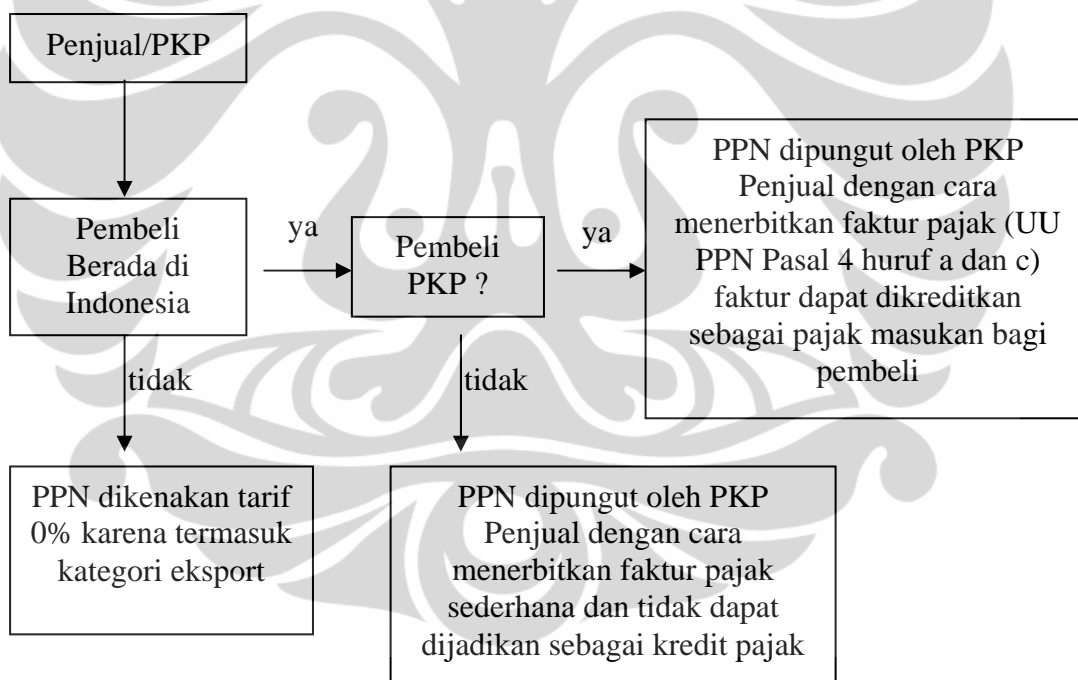 Penjual/PKP
Pembeli
Berada di
Indonesia
ya
Pembeli
PKP ?
ya
PPN dipungut oleh PKP
Penjual dengan cara
menerbitkan faktur pajak (UU
PPN Pasal 4 huruf a dan c)
faktur dapat dikreditkan
sebagai pajak masukan bagi
pembeli
tidak
tidak
PPN dikenakan tarif
0% karena termasuk
kategori eksport
PPN dipungut oleh PKP
Penjual dengan cara
menerbitkan faktur pajak
sederhana dan tidak dapat
dijadikan sebagai kredit pajak